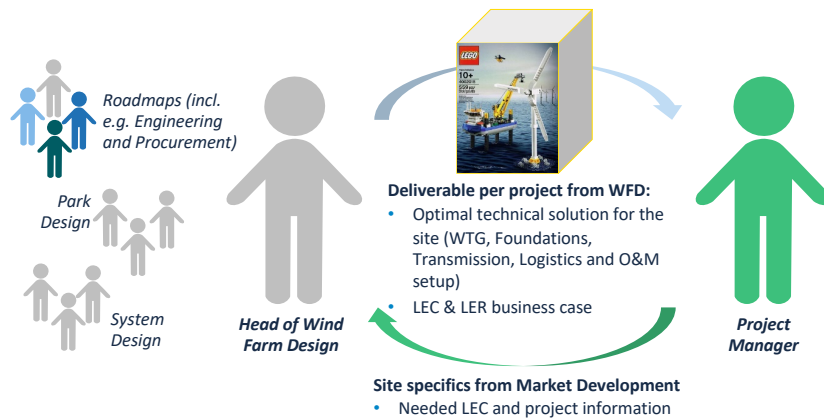 LEGO
10+
Roadmaps (incl.
e.g. Engineering
and Procurement)
Park
Design
System
Design
Head of Wind
Farm Design
Deliverable per project from WFD:
• Optimal technical solution for the
site (WTG, Foundations,
Transmission, Logistics and O&M
setup)
• LEC & LER business case
Project
Manager
Site specifics from Market Development
• Needed LEC and project information